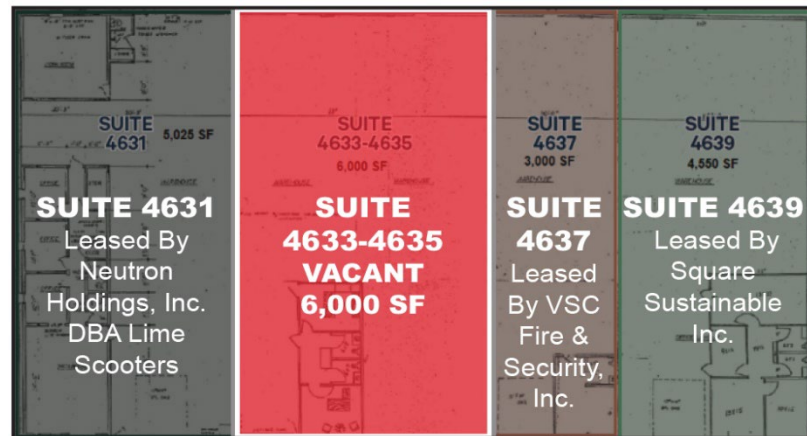 SUITE
4631
5,025 SF
SUITE 4631
Leased By
Neutron
Holdings, Inc.
DBA Lime
Scooters
SUITE
4633-4635
6,000 SF
SUITE
4633-4635
VACANT
6,000 SF
SUITE
4637
3,000 SF
SUITE
4637
Leased
By VSC
Fire &
Security,
Inc.
SUITE
4639
4,550 SF
SUITE 4639
Leased By
Square
Sustainable
Inc.